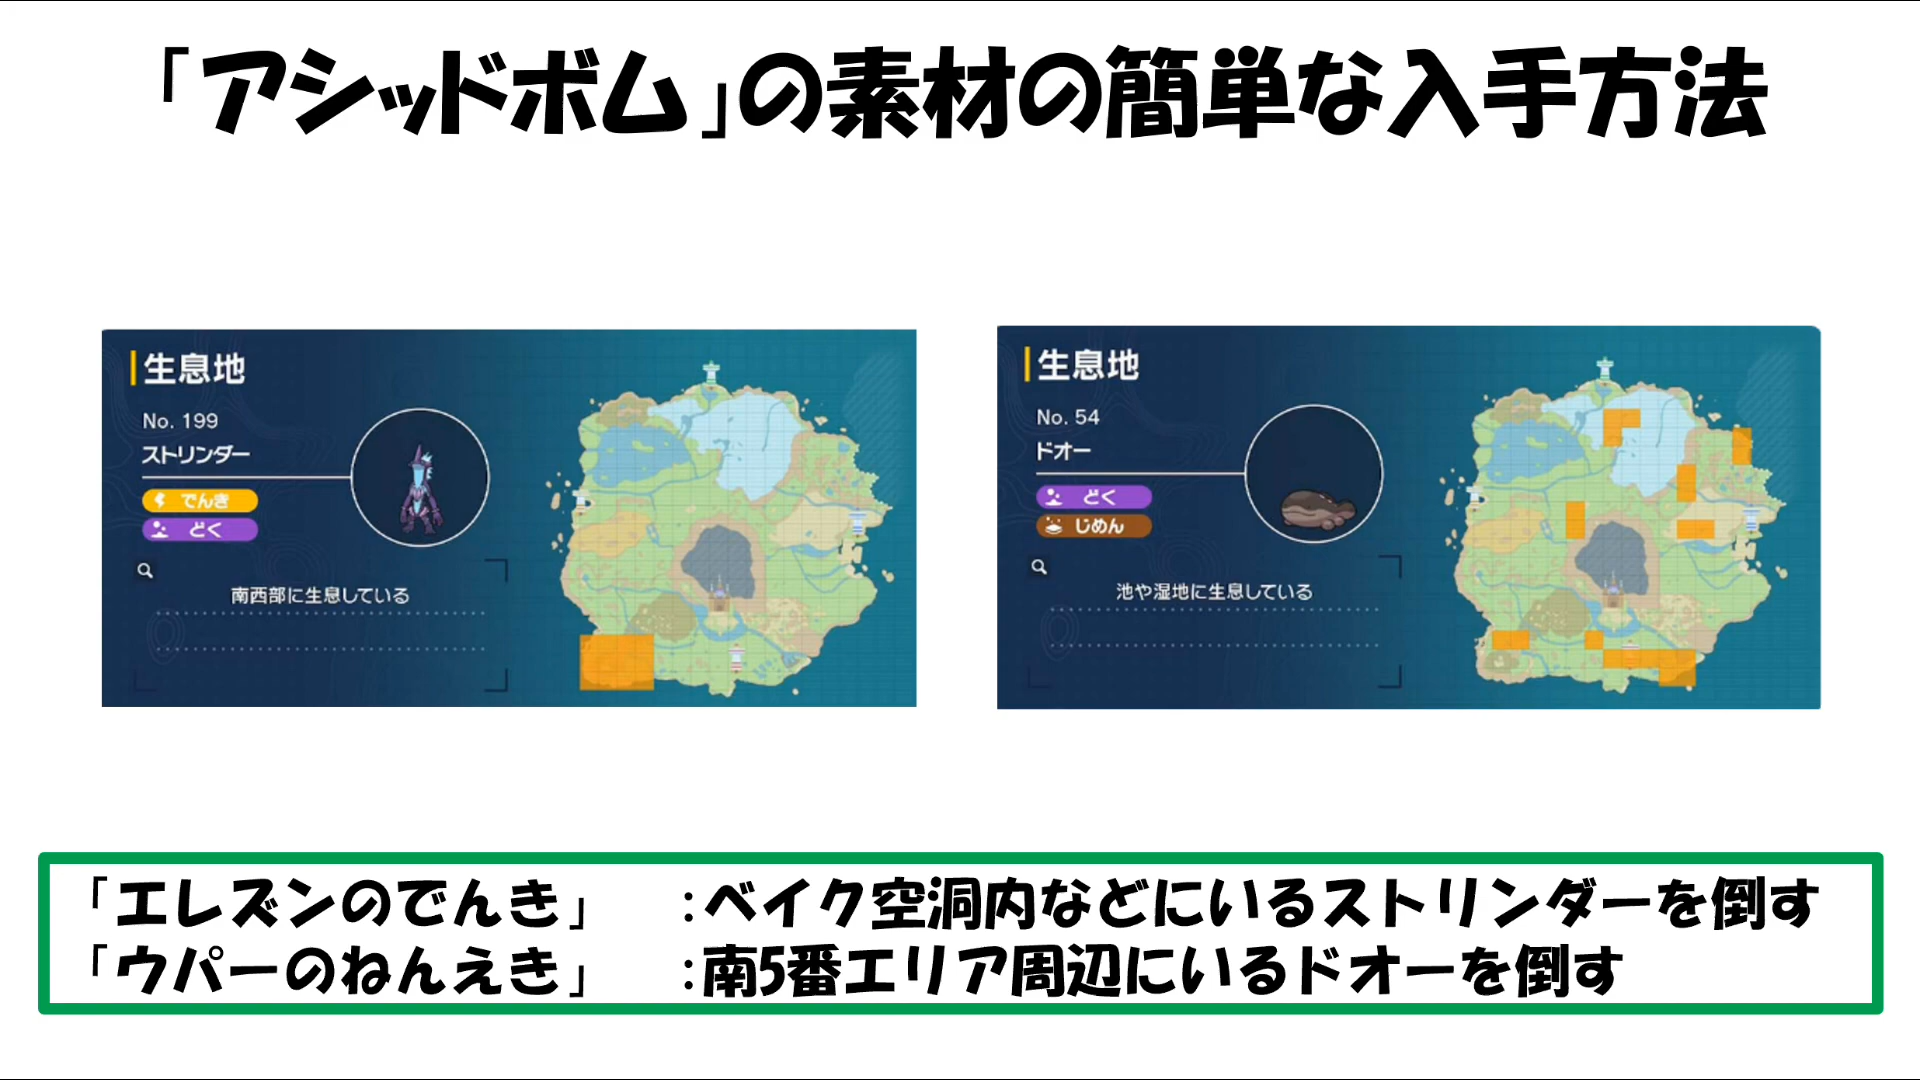 「アシッドボム」の素材の簡単な入手方法
生息地
No. 199
ストリンダー
でんき
どく
南西部に生息している
生息地
No. 54
ドオー
どく
じめん
池や湿地に生息している
「エレズンのでんき」　：ベイク空洞内などにいるストリンダーを倒す
「ウパーのねんえき」　：南5番エリア周辺にいるドオーを倒す